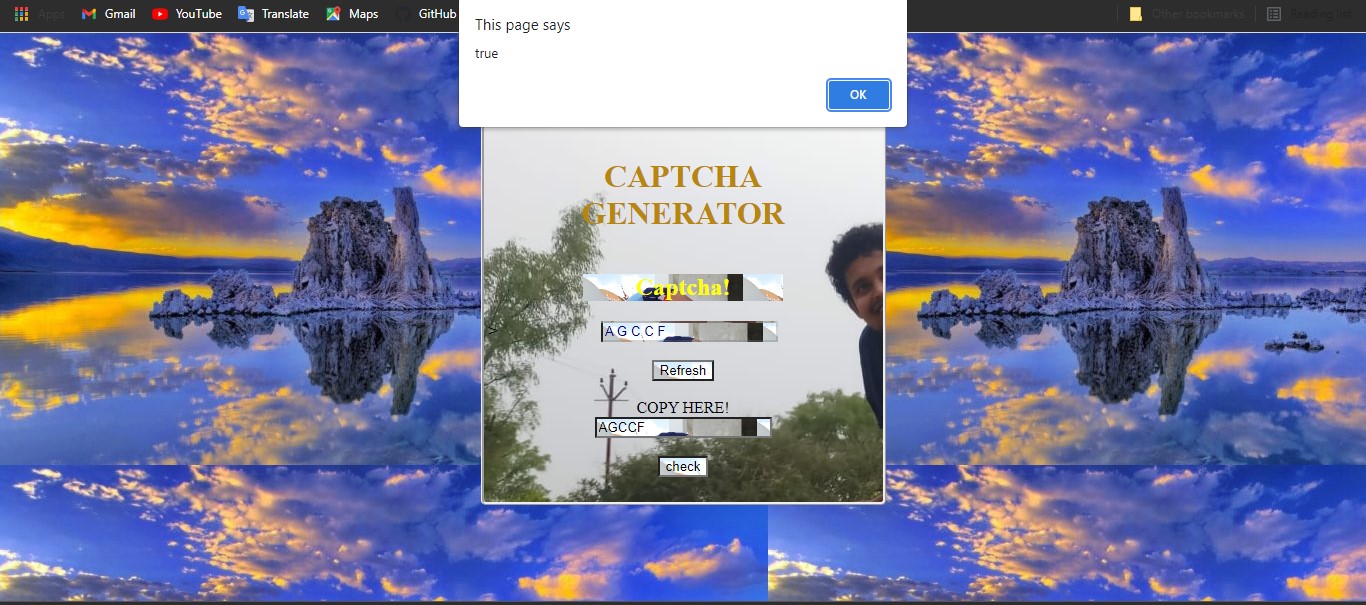 Apps Gmail YouTube Translate Maps GitHub Other bookmarks Reading list
This page says
true
OK
CAPTCHA
GENERATOR
Captcha!
>
A G C C F
Refresh
COPY HERE!
AGCCF
check